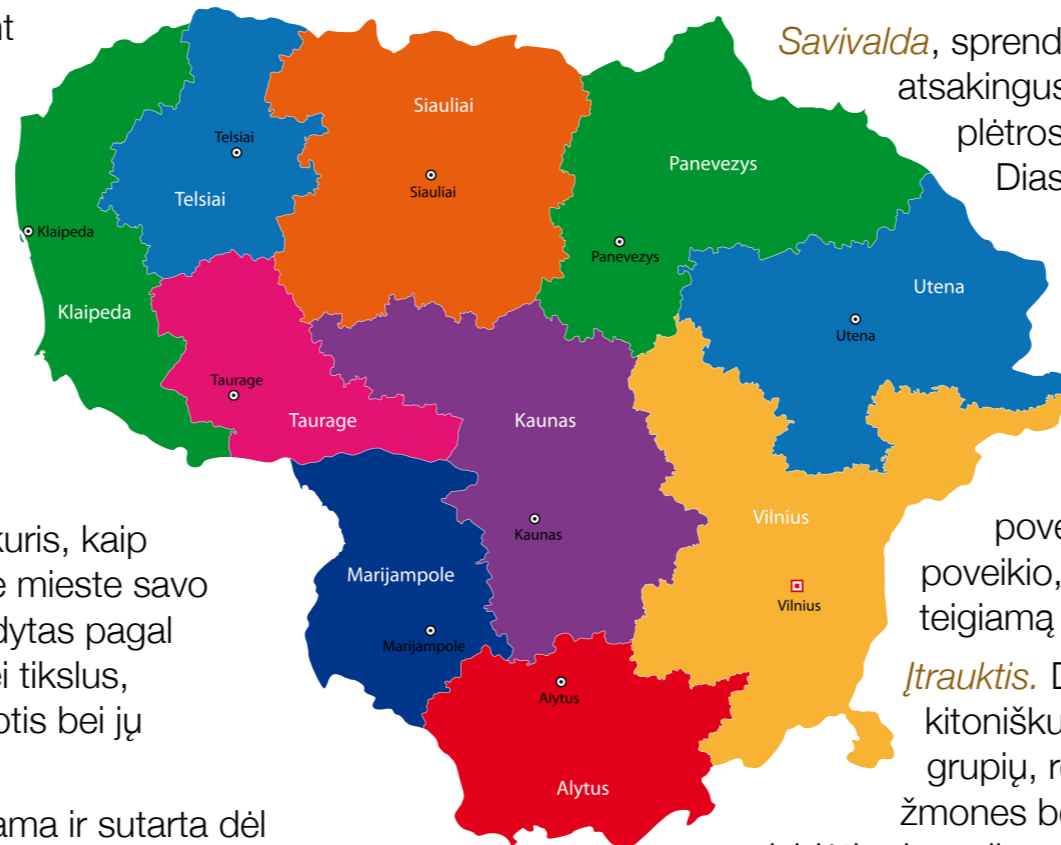 Savivalda, sprend
atsakingus
plėtros
Dias
Siauliai
Telsiai
Panevezys
Siauliai
Telsiai
Klaipeda
Panevezys
Utena
Klaipeda
Utena
Taurage
Taurage
Kaunas
Vilnius
Kaunas
kuris, kaip
mieste savo
dytas pagal
i tikslus,
otis bei jų
ama ir sutarta dėl
Marijampole
Vilnius
Marijampole
Alytus
Alytus
pove
poveikio,
teigiamą
Įtrauktis. D
kitonišku
grupių, r
žmones b